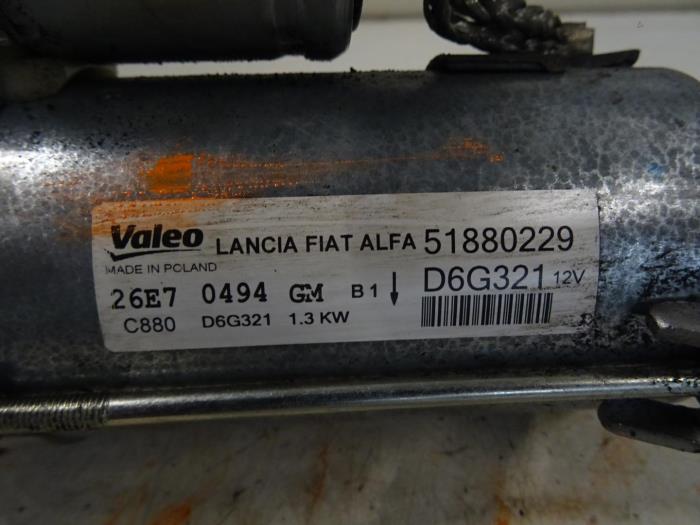 Valeo LANCIA FIAT ALFA 51880229
MADE IN POLAND D6G321 12V
26E7 0494 GM B1 ↓
C880 D6G321 1.3 KW